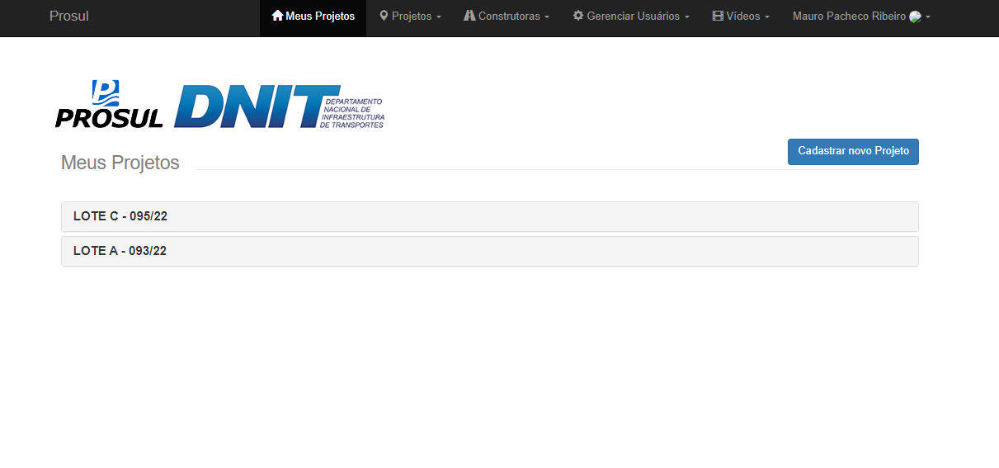 Prosul
Meus Projetos
Projetos
Construtoras
Gerenciar Usuários
Vídeos
Mauro Pacheco Ribeiro
PROSUL
DNIT
DEPARTAMENTO
NACIONAL DE
INFRAESTRUTURA
DE TRANSPORTES
Meus Projetos
Cadastrar novo Projeto
LOTE C - 095/22
LOTE A - 093/22